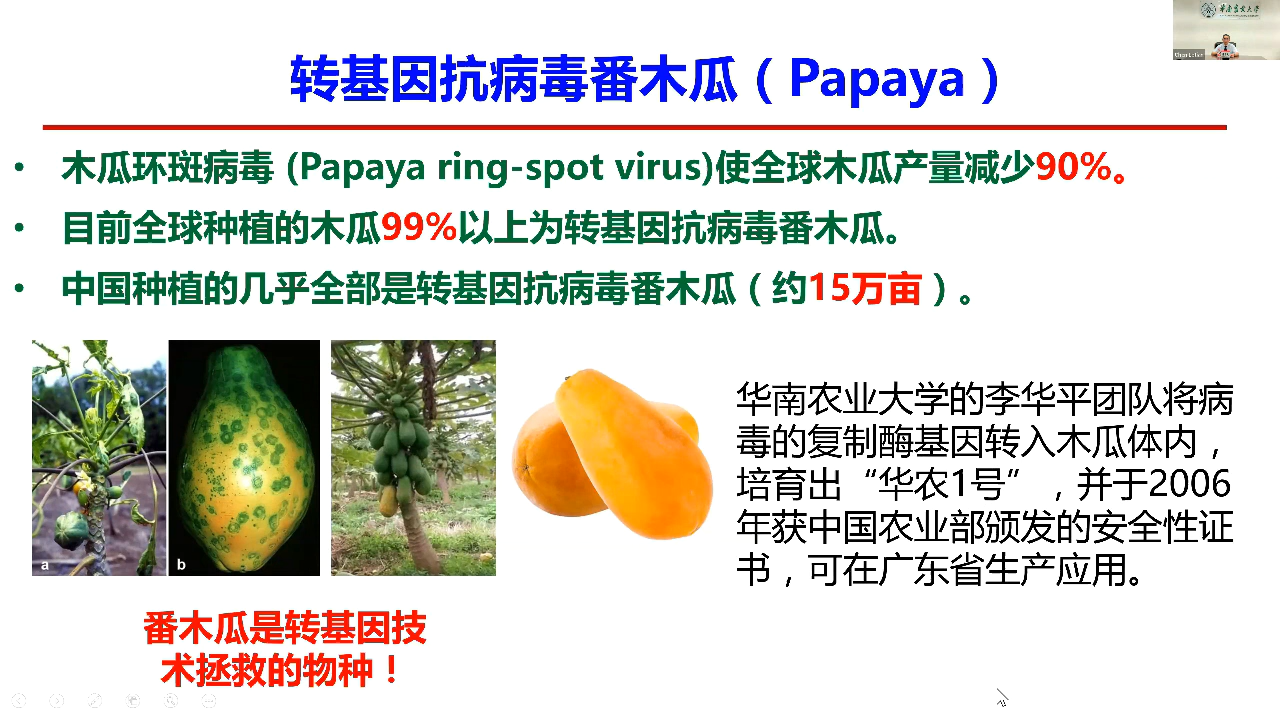 华南农业大学
转基因抗病毒番木瓜（Papaya）
• 木瓜环斑病毒 (Papaya ring-spot virus)使全球木瓜产量减少90%。
• 目前全球种植的木瓜99%以上为转基因抗病毒番木瓜。
• 中国种植的几乎全部是转基因抗病毒番木瓜（约15万亩）。
a
b
华南农业大学的李华平团队将病
毒的复制酶基因转入木瓜体内，
培育出“华农1号”，并于2006
年获中国农业部颁发的安全性证
书，可在广东省生产应用。
番木瓜是转基因技
术拯救的物种！